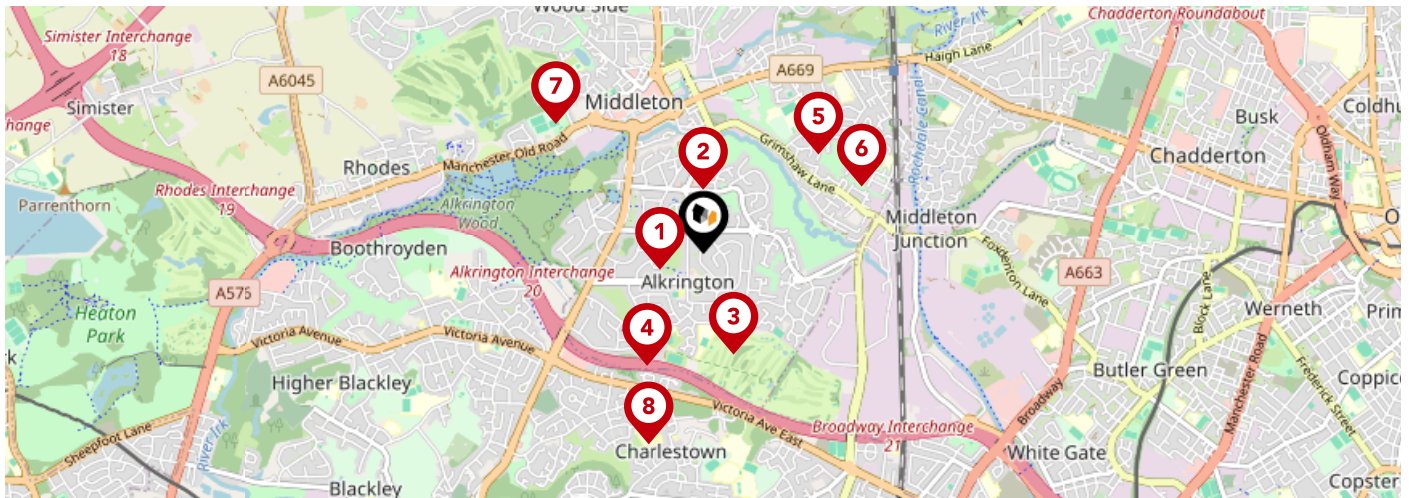 Wood Side
Chadderton Roundabout
1
Simister Interchange
18
River Irk
Haigh Lane
A6045
A669
7
Simister
Middleton
5
Busk
Rochdale Canal
Oldham Way
Manchester Old Road
2
Grimshaw Lane
6
Chadderton
Rhodes
Rhodes Interchange
19
Parrenthorn
Alkrington
Wood
Middleton
Junction
1
Boothroyden
Foxdenton Lane
Alkrington Interchange
20
Alkrington
A663
A576
Heaton
Park
4
3
Block Lane
Werneth
Victoria Avenue
Victoria Avenue
Manchester Road
Butler Green
Frederick Street
Higher Blackley
8
Victoria Ave East
Broadway
Sheepfoot Lane
River Irk
Charlestown
Broadway Interchange
21
White Gate
Blackley